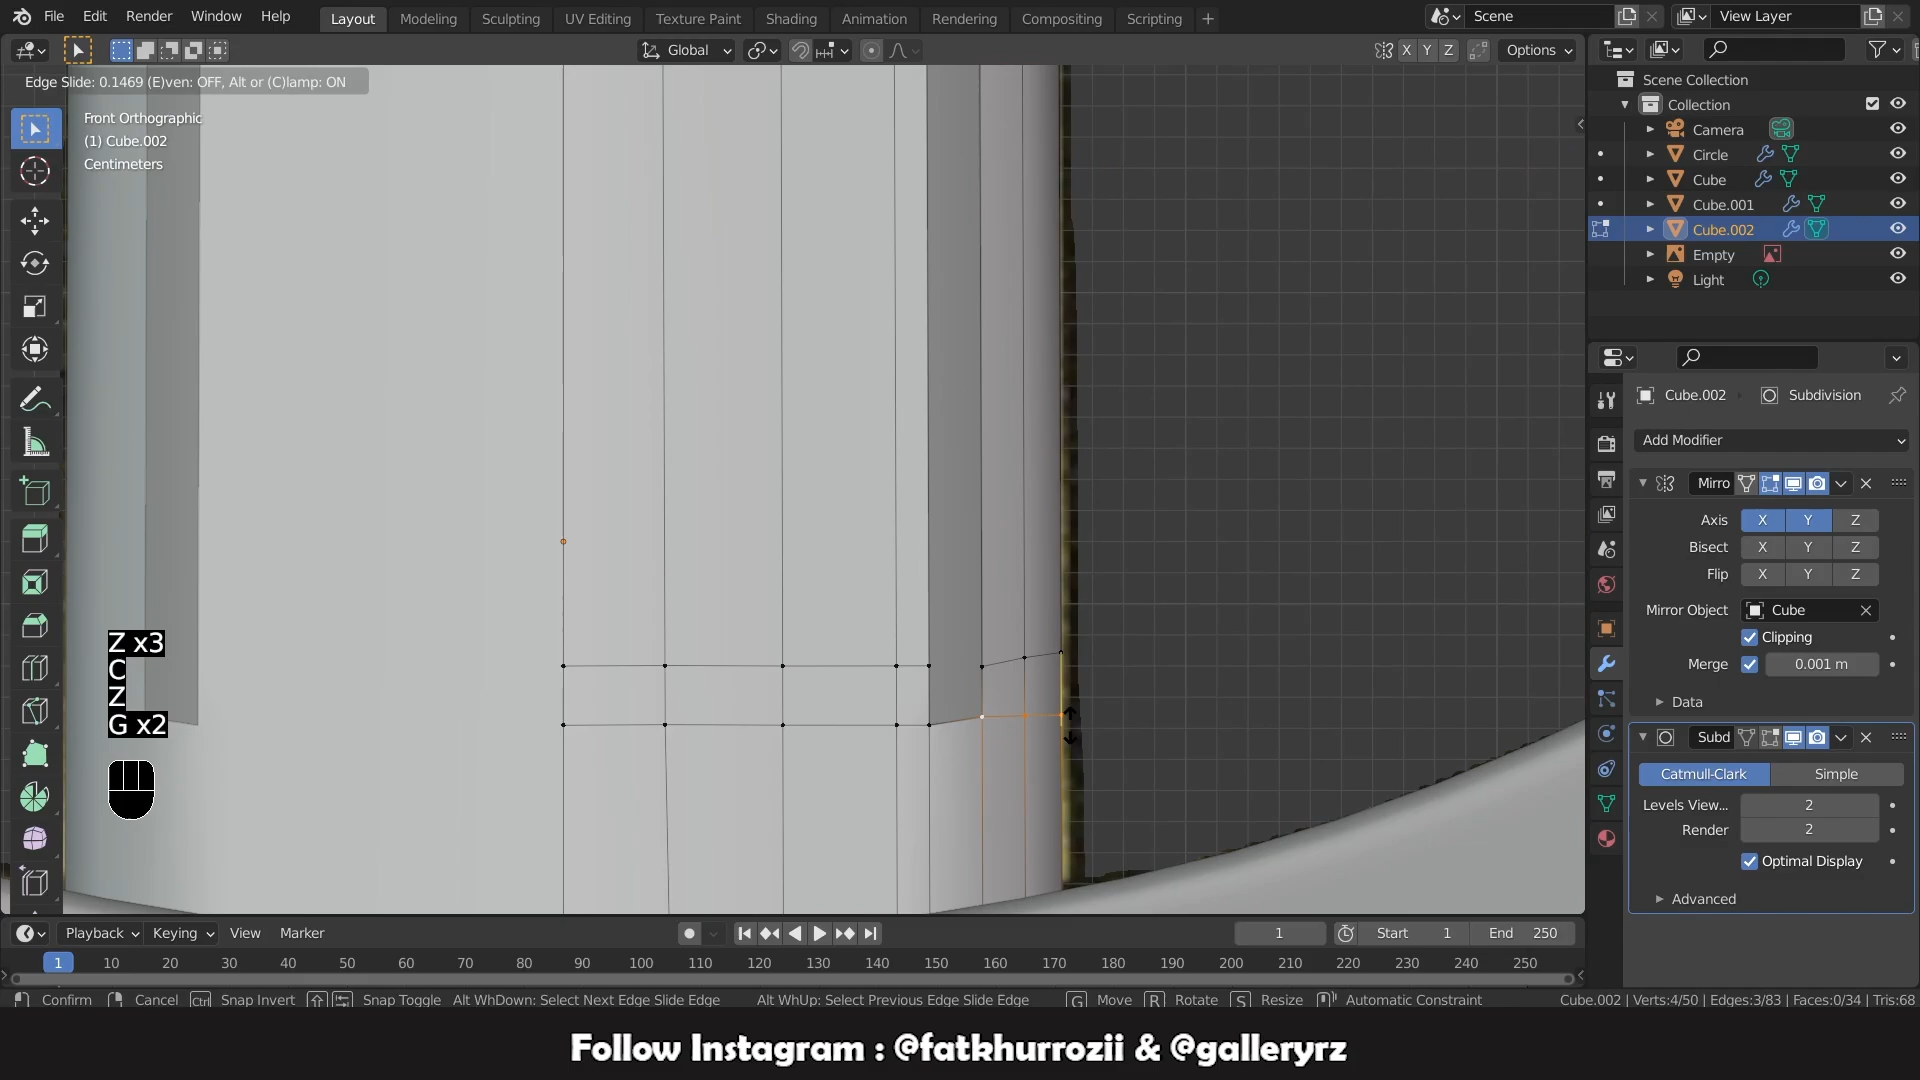 File Edit Render Window Help Layout Modeling Sculpting UV Editing Texture Paint Shading Animation Rendering Compositing Scripting + Scene View Layer
Global X Y Z Options
Edge Slide: 0.1469 (E)ven: OFF, Alt or (C)lamp: ON
Front Orthographic
(1) Cube.002
Centimeters
Scene Collection
Collection
Camera
Circle
Cube
Cube.001
Cube.002
Empty
Light
Cube.002 Subdivision
Add Modifier
Mirro
Axis X Y Z
Bisect X Y Z
Flip X Y Z
Mirror Object Cube
Clipping
Merge 0.001 m
Data
Subd
Catmull-Clark Simple
Levels View... 2
Render 2
Optimal Display
Advanced
Z x3
C
Z
G x2
Playback Keying View Marker 1 Start 1 End 250
1 10 20 30 40 50 60 70 80 90 100 110 120 130 140 150 160 170 180 190 200 210 220 230 240 250
Confirm Cancel Ctrl Snap Invert Snap Toggle Alt WhDown: Select Next Edge Slide Edge Alt WhUp: Select Previous Edge Slide Edge G Move R Rotate S Resize Automatic Constraint Cube.002 | Verts:4/50 | Edges:3/83 | Faces:0/34 | Tris:68
Follow Instagram : @fatkhurrozii & @galleryrz